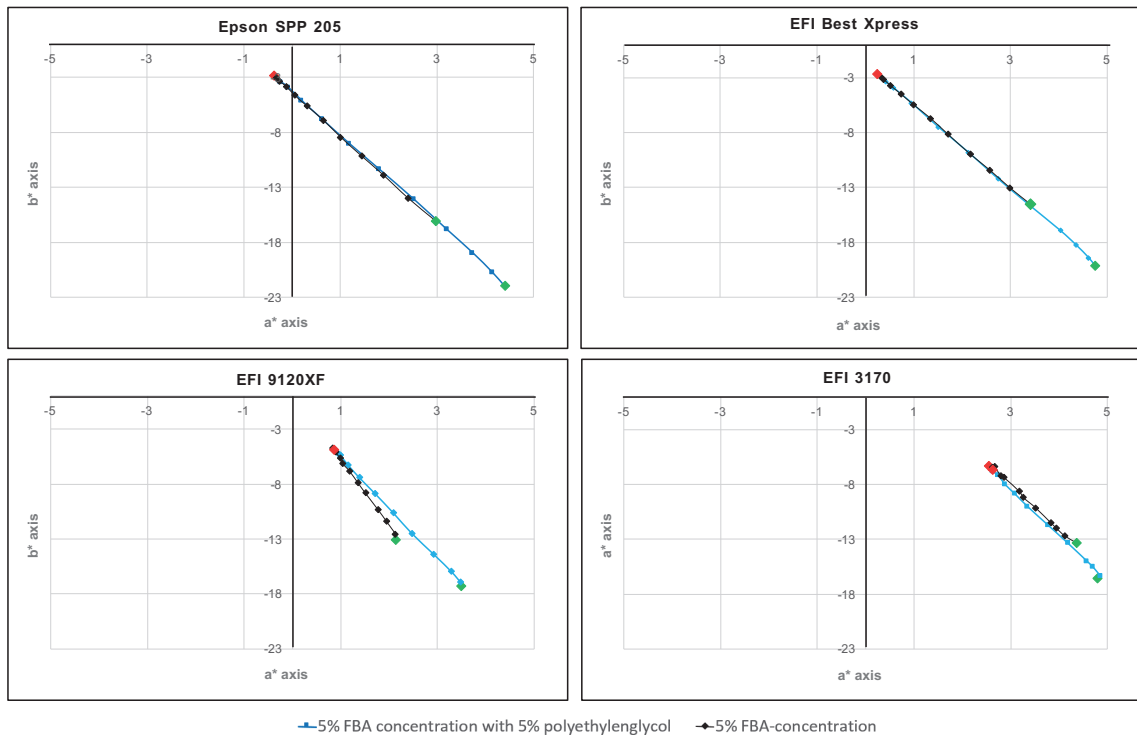 Epson SPP 205
-5 -3 -1 1 3 5
-3
-8
-13
-18
-23
b* axis
a* axis
EFI Best Xpress
-5 -3 -1 1 3 5
-3
-8
-13
-18
-23
b* axis
a* axis
EFI 9120XF
-5 -3 -1 1 3 5
-3
-8
-13
-18
-23
b* axis
a* axis
EFI 3170
-5 -3 -1 1 3 5
-3
-8
-13
-18
-23
a* axis
a* axis
5% FBA concentration with 5% polyethylenglycol 5% FBA-concentration